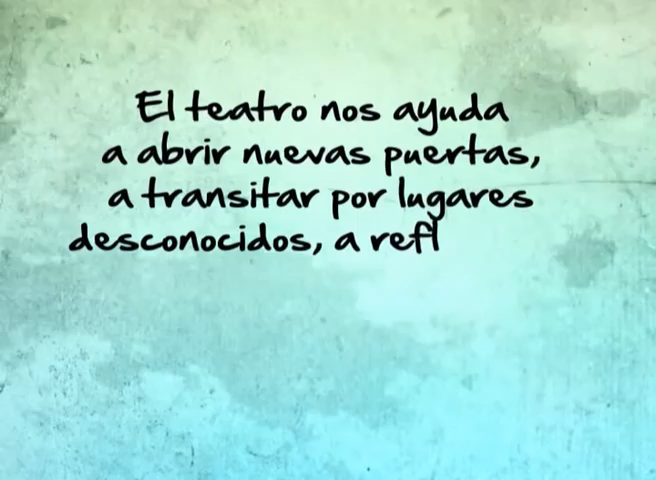 El teatro nos ayuda
a abrir nuevas puertas,
a transitar por lugares
desconocidos, a refl